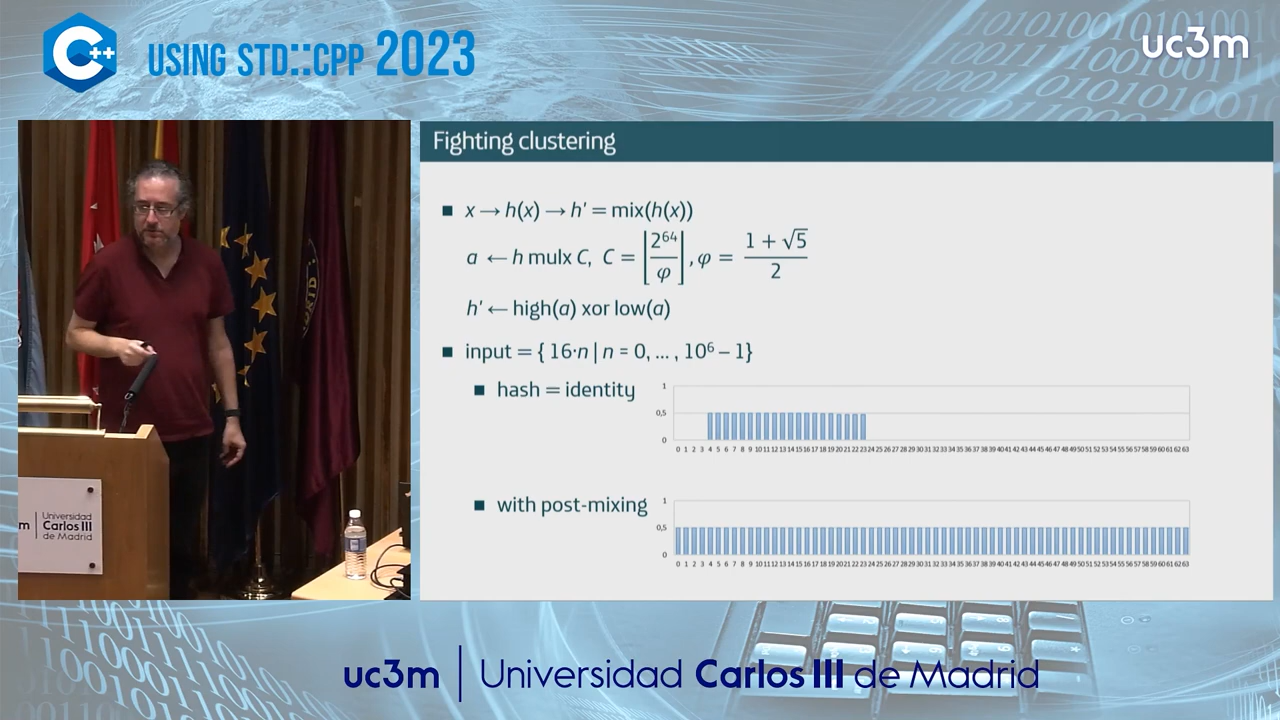 C++
USING STD::CPP 2023
uc3m
Fighting clustering
■ x → h(x) → h' = mix(h(x))
a ← h mulx C, C = ⌊2⁶⁴/φ⌋, φ = (1 + √5)/2
h' ← high(a) xor low(a)
■ input = { 16·n | n = 0, ... , 10⁶ – 1}
■ hash = identity
1
0,5
0
0 1 2 3 4 5 6 7 8 9 10 11 12 13 14 15 16 17 18 19 20 21 22 23 24 25 26 27 28 29 30 31 32 33 34 35 36 37 38 39 40 41 42 43 44 45 46 47 48 49 50 51 52 53 54 55 56 57 58 59 60 61 62 63
■ with post-mixing
1
0,5
0
0 1 2 3 4 5 6 7 8 9 10 11 12 13 14 15 16 17 18 19 20 21 22 23 24 25 26 27 28 29 30 31 32 33 34 35 36 37 38 39 40 41 42 43 44 45 46 47 48 49 50 51 52 53 54 55 56 57 58 59 60 61 62 63
m | Universidad
Carlos III
de Madrid
uc3m | Universidad Carlos III de Madrid